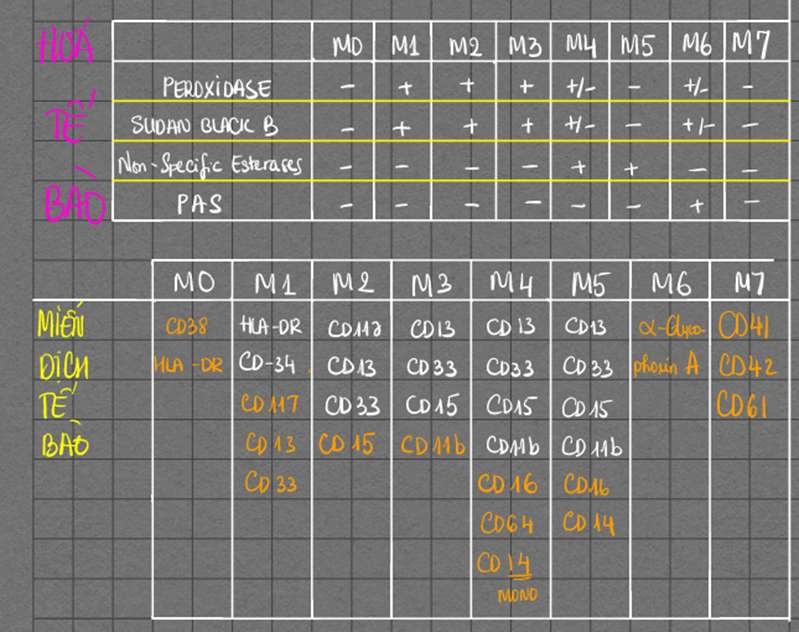 HOÁ M0 M1 M2 M3 M4 M5 M6 M7
PEROXIDASE - + + + +/- - +/- -
TẾ SUDAN BLACK B - + + + +/- - +/- -
Non-Specific Esterases - - - - + + - -
BÀO PAS - - - - - - + -
M0 M1 M2 M3 M4 M5 M6 M7
MIỄN CD38 HLA-DR CD117 CD13 CD13 CD13 α-Glyco- CD41
DỊCH HLA-DR CD-34 CD13 CD33 CD33 CD33 phorin A CD42
TẾ CD117 CD33 CD15 CD15 CD15 CD61
BÀO CD13 CD15 CD11b CD11b CD11b
CD33 CD16 CD16
CD64 CD14
CD14
MONO